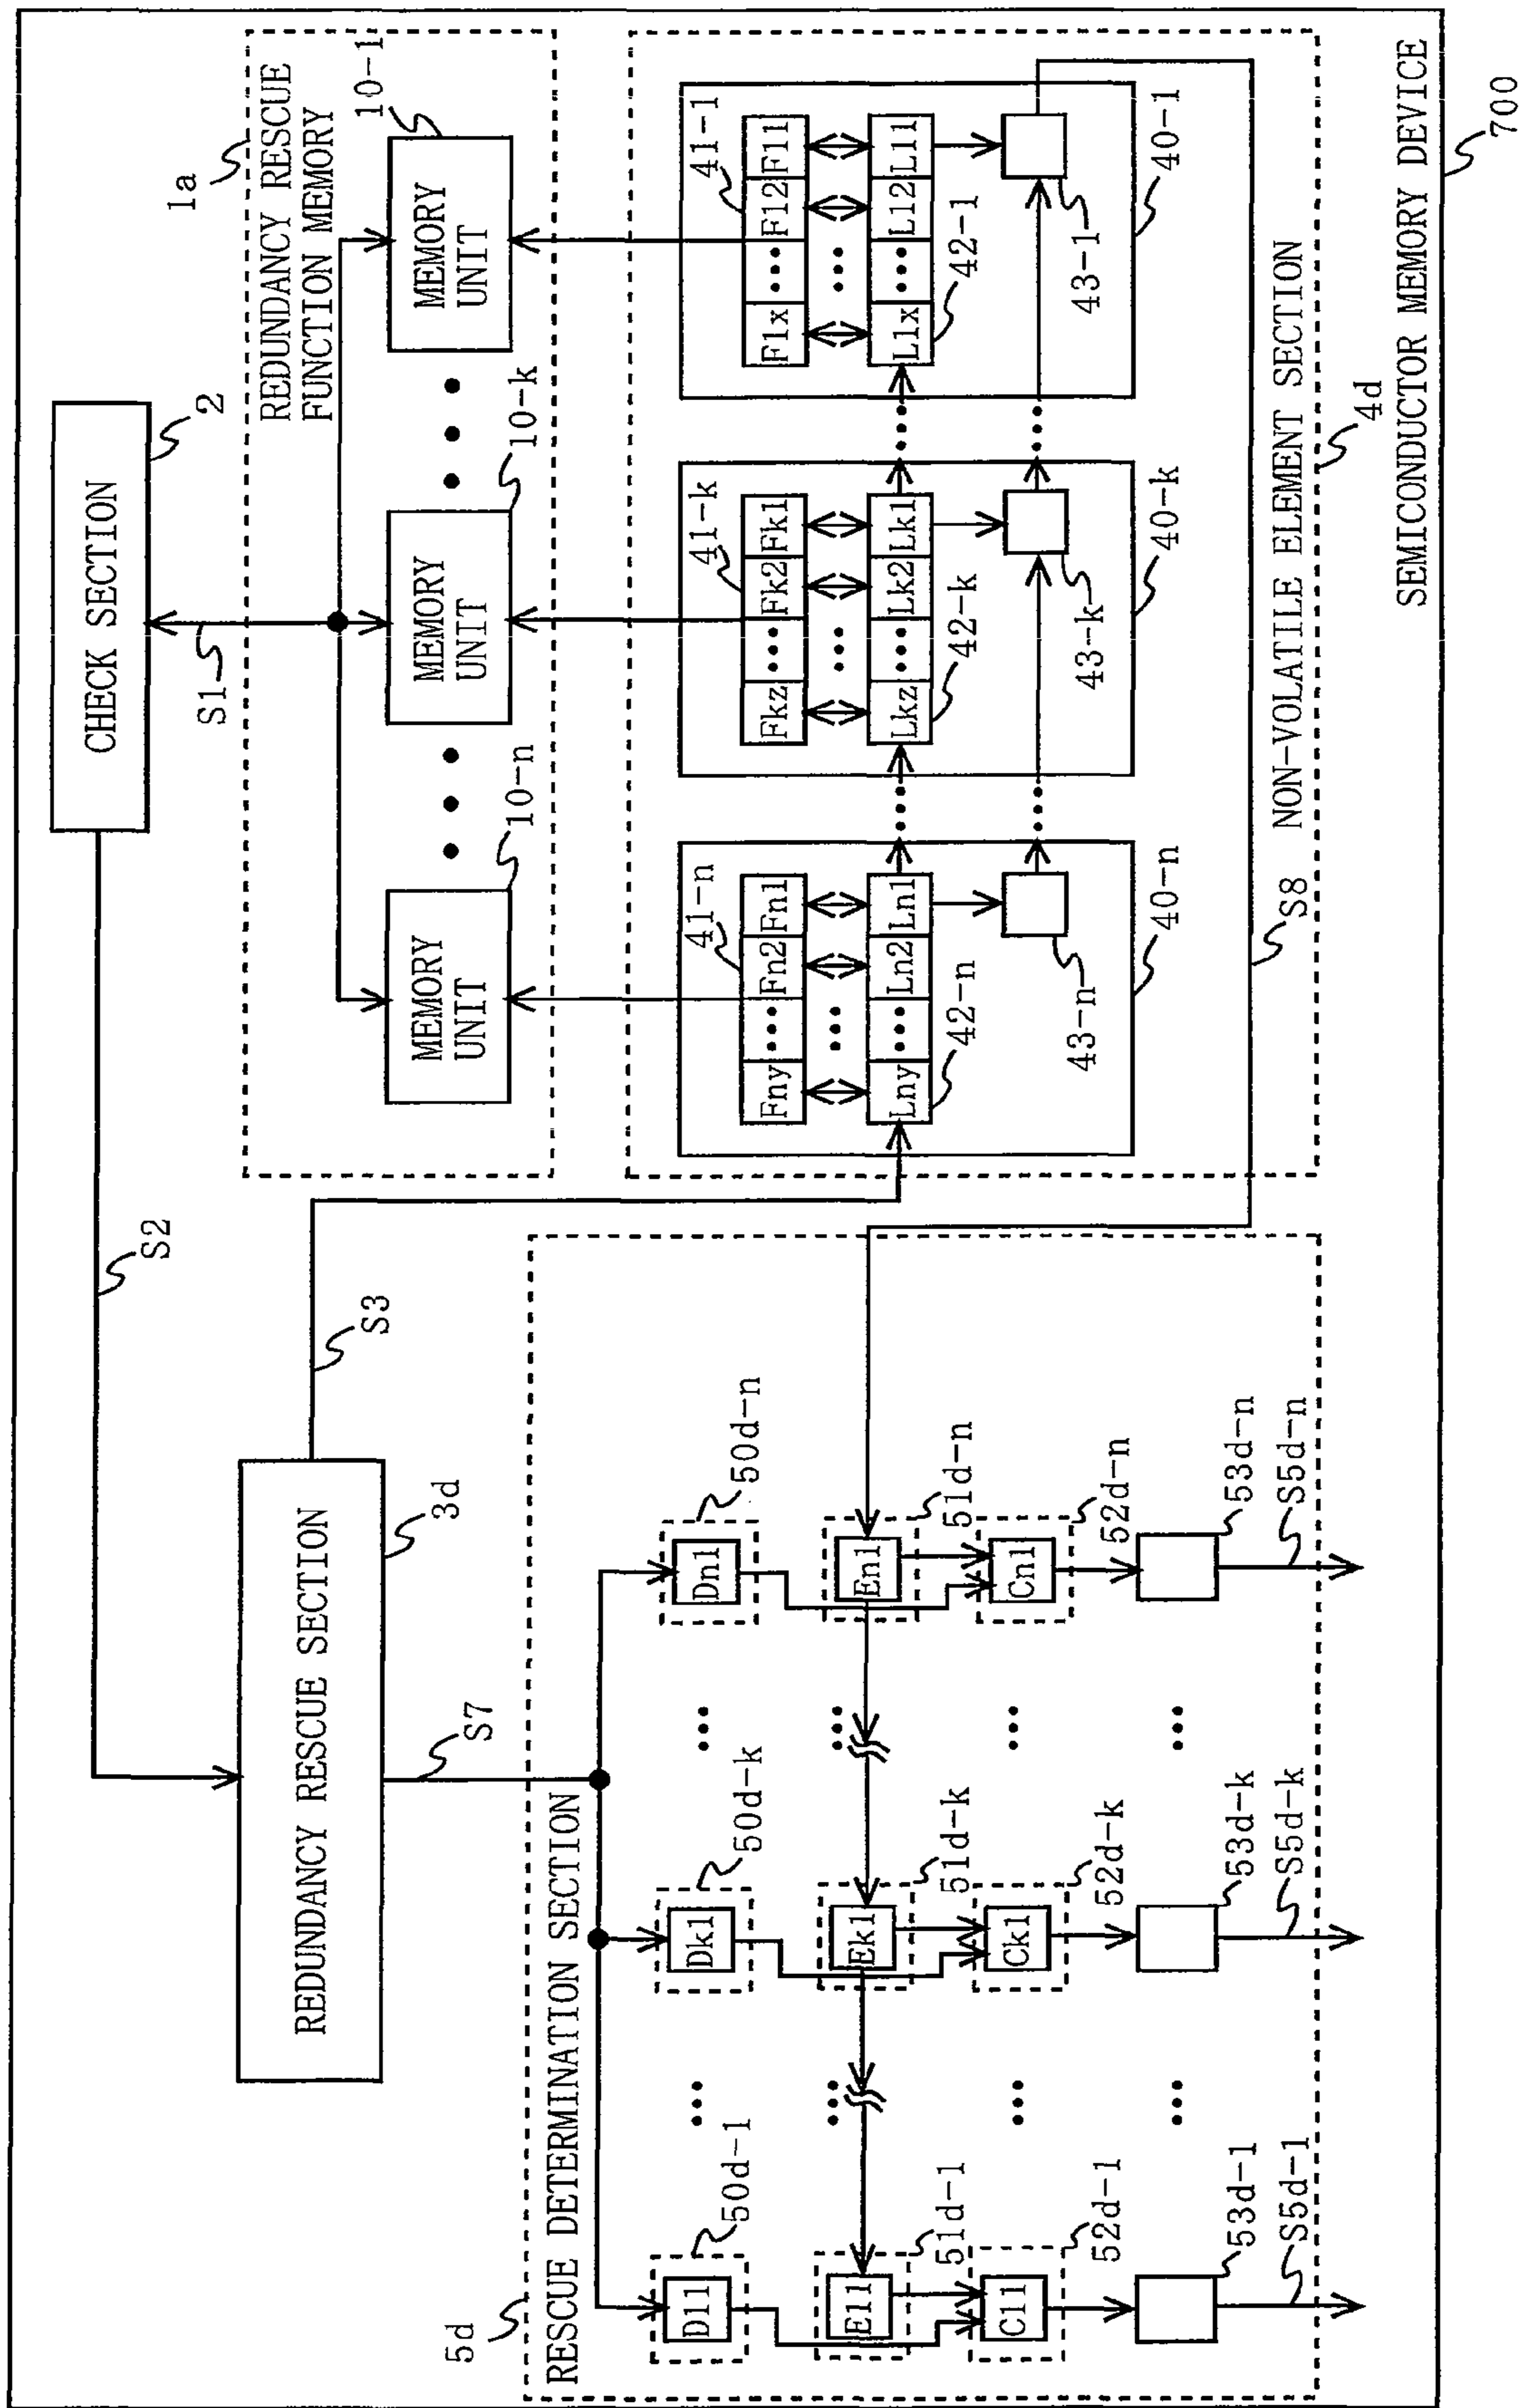 CHECK SECTION
2
S1
S2
1a
REDUNDANCY RESCUE
FUNCTION MEMORY
MEMORY
UNIT
10-n
MEMORY
UNIT
10-k
MEMORY
UNIT
10-1
REDUNDANCY RESCUE SECTION
3d
S3
S7
41-n
Fny
Fn2
Fn1
Lny
Ln2
Ln1
42-n
43-n
40-n
41-k
Fkz
Fk2
Fk1
Lkz
Lk2
Lk1
42-k
43-k
40-k
41-1
F1x
F12
F11
L1x
L12
L11
42-1
43-1
40-1
S8
NON-VOLATILE ELEMENT SECTION
4d
5d
RESCUE DETERMINATION SECTION
50d-1
D11
50d-k
Dk1
50d-n
Dn1
E11
51d-1
Ek1
51d-k
En1
51d-n
C11
52d-1
Ck1
52d-k
Cn1
52d-n
53d-1
53d-k
53d-n
S5d-1
S5d-k
S5d-n
SEMICONDUCTOR MEMORY DEVICE
700